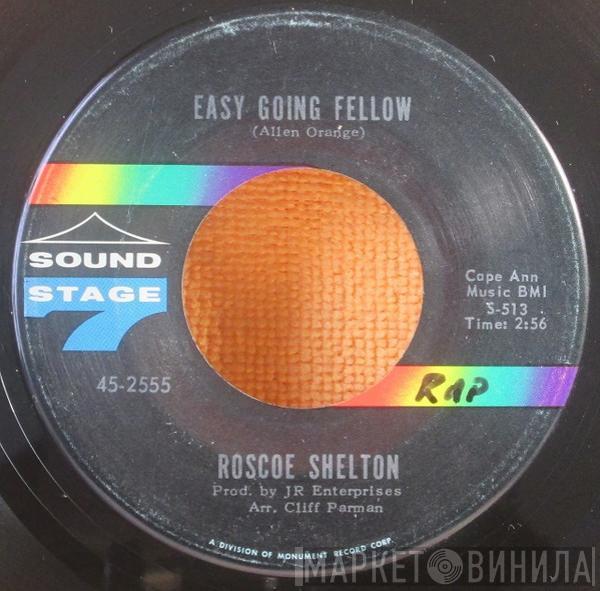 EASY GOING FELLOW
(Allen Orange)
SOUND
STAGE
7
Cape Ann
Music BMI
S-513
Time: 2:56
45-2555
RAP
ROSCOE SHELTON
Prod. by JR Enterprises
Arr. Cliff Parman
A DIVISION OF MONUMENT RECORD CORP.
МАРКЕТ ВИНИЛА